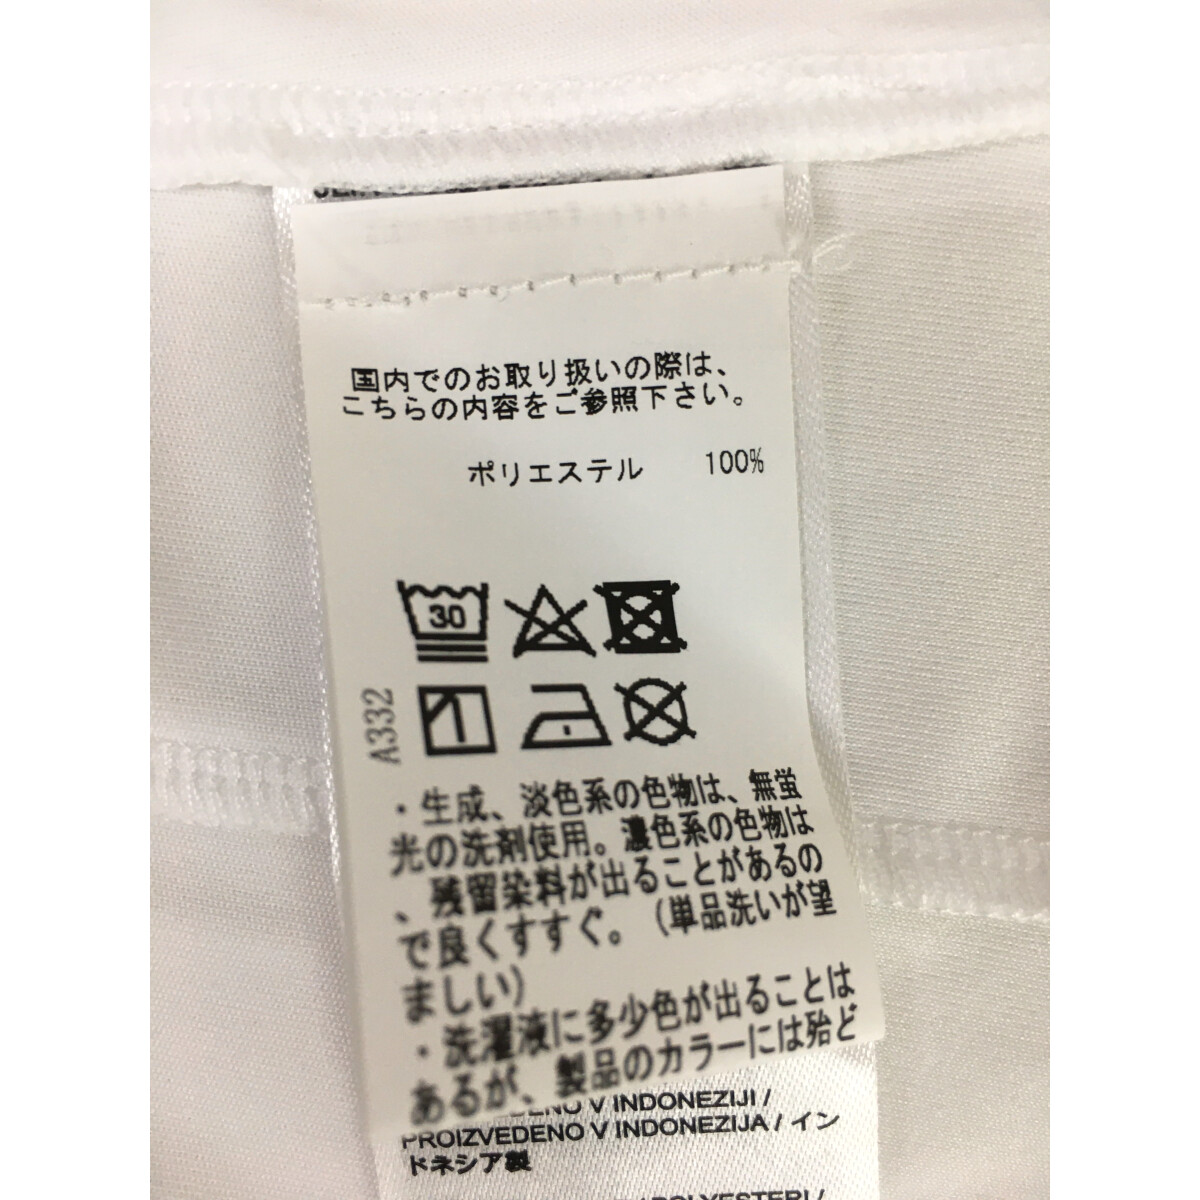 国内でのお取り扱いの際は、
こちらの内容をご参照下さい。
ポリエステル 100%
30
A332
・生成、淡色系の色物は、無蛍
光の洗剤使用。濃色系の色物は
、残留染料が出ることがあるの
で良くすすぐ。(単品洗いが望
ましい)
・洗濯液に多少色が出ることは
あるが、製品のカラーには殆ど
V INDONEZIJI /
PROIZVEDENO V INDONEZIJA / イン
ドネシア製